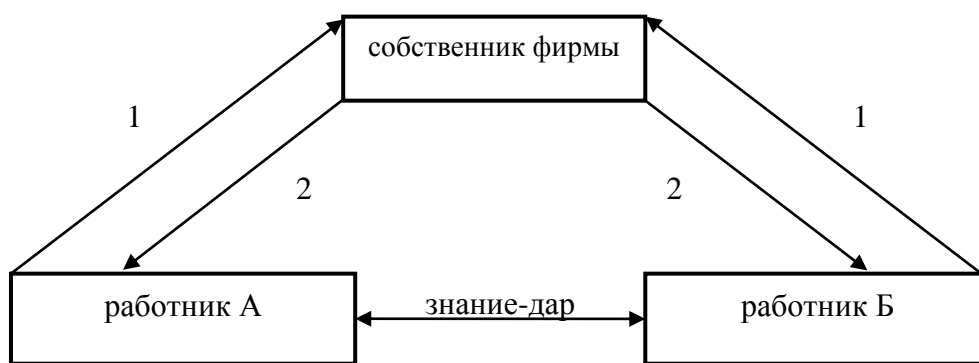 собственник фирмы
1
1
2
2
работник А
знание-дар
работник Б